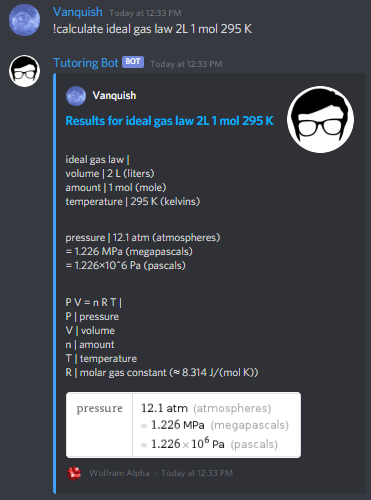 Vanquish Today at 12:33 PM
!calculate ideal gas law 2L 1 mol 295 K
Tutoring Bot BOT Today at 12:33 PM
Vanquish
Results for ideal gas law 2L 1 mol 295 K
ideal gas law |
volume | 2 L (liters)
amount | 1 mol (mole)
temperature | 295 K (kelvins)
pressure | 12.1 atm (atmospheres)
= 1.226 MPa (megapascals)
= 1.226×10^6 Pa (pascals)
P V = n R T |
P | pressure
V | volume
n | amount
T | temperature
R | molar gas constant (≈ 8.314 J/(mol K))
pressure 12.1 atm (atmospheres)
= 1.226 MPa (megapascals)
= 1.226 × 10⁶ Pa (pascals)
Wolfram Alpha • Today at 12:33 PM